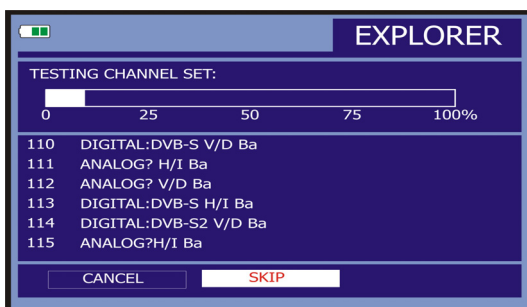 EXPLORER
TESTING CHANNEL SET:
0 25 50 75 100%
110 DIGITAL:DVB-S V/D Ba
111 ANALOG? H/I Ba
112 ANALOG? V/D Ba
113 DIGITAL:DVB-S H/I Ba
114 DIGITAL:DVB-S2 V/D Ba
115 ANALOG?H/I Ba
CANCEL SKIP